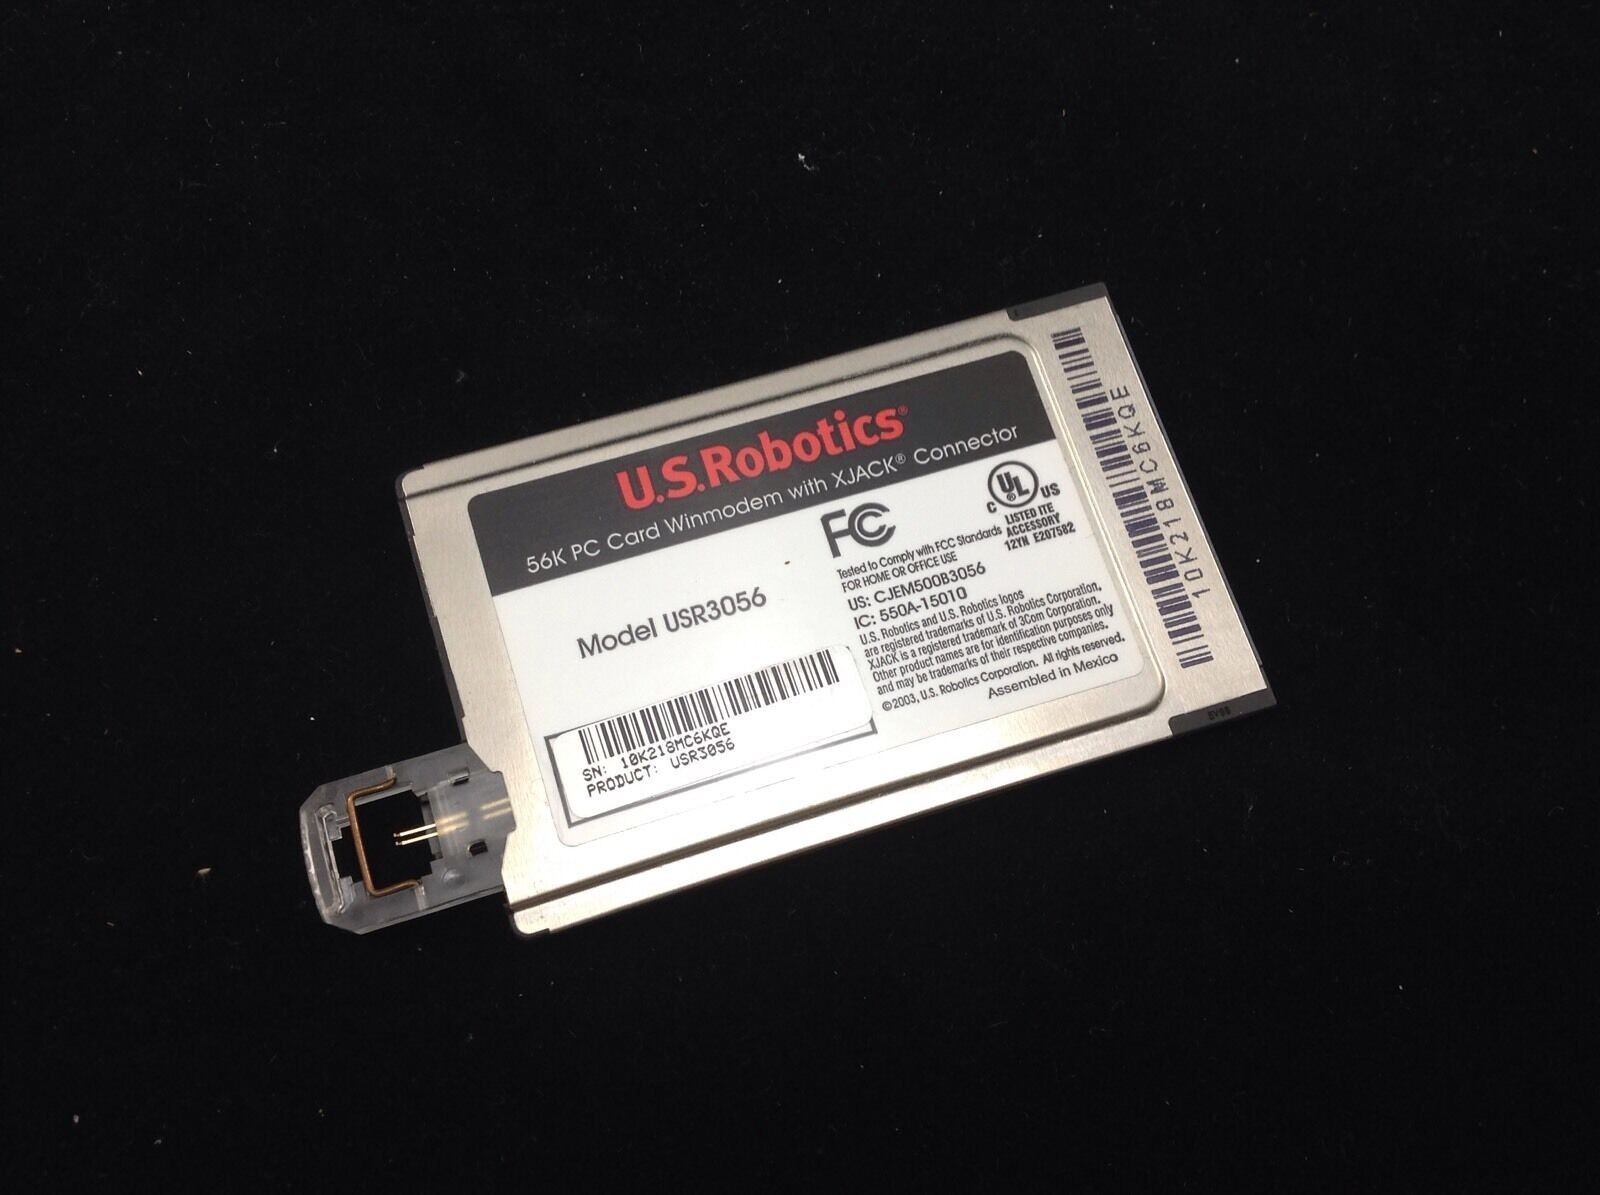 U.S.Robotics®
56K PC Card Winmodem with XJACK® Connector
Model USR3056
SN: 10K218MC6KQE
PRODUCT: USR3056
FC
Tested to Comply with FCC Standards
FOR HOME OR OFFICE USE
US: CJEM500B3056
IC: 550A-15010
U.S. Robotics and U.S. Robotics logos
are registered trademarks of U.S. Robotics Corporation.
XJACK is a registered trademark of 3Com Corporation.
Other product names are for identification purposes only
and may be trademarks of their respective companies.
©2003, U.S. Robotics Corporation. All rights reserved.
Assembled in Mexico
C UL® US
LISTED ITE
ACCESSORY
12YN E207582
10K218MC6KQE